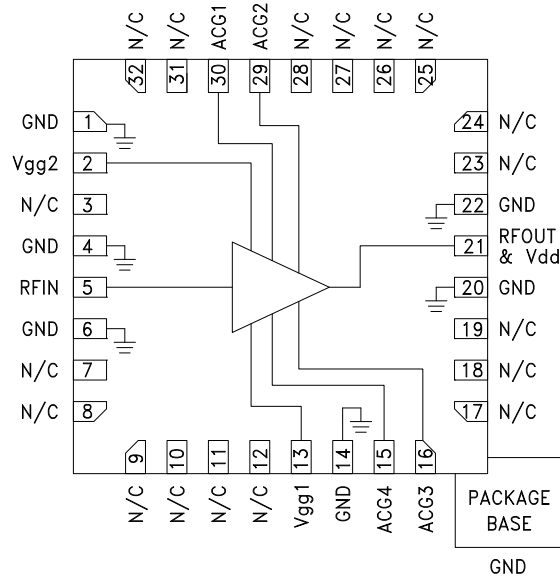 N/C
N/C
ACG1
ACG2
N/C
N/C
N/C
N/C
32
31
30
29
28
27
26
25
GND 1
Vgg2 2
N/C 3
GND 4
RFIN 5
GND 6
N/C 7
N/C 8
24 N/C
23 N/C
22 GND
21 RFOUT
& Vdd
20 GND
19 N/C
18 N/C
17 N/C
9
10
11
12
13
14
15
16
N/C
N/C
N/C
N/C
Vgg1
GND
ACG4
ACG3
PACKAGE
BASE
GND